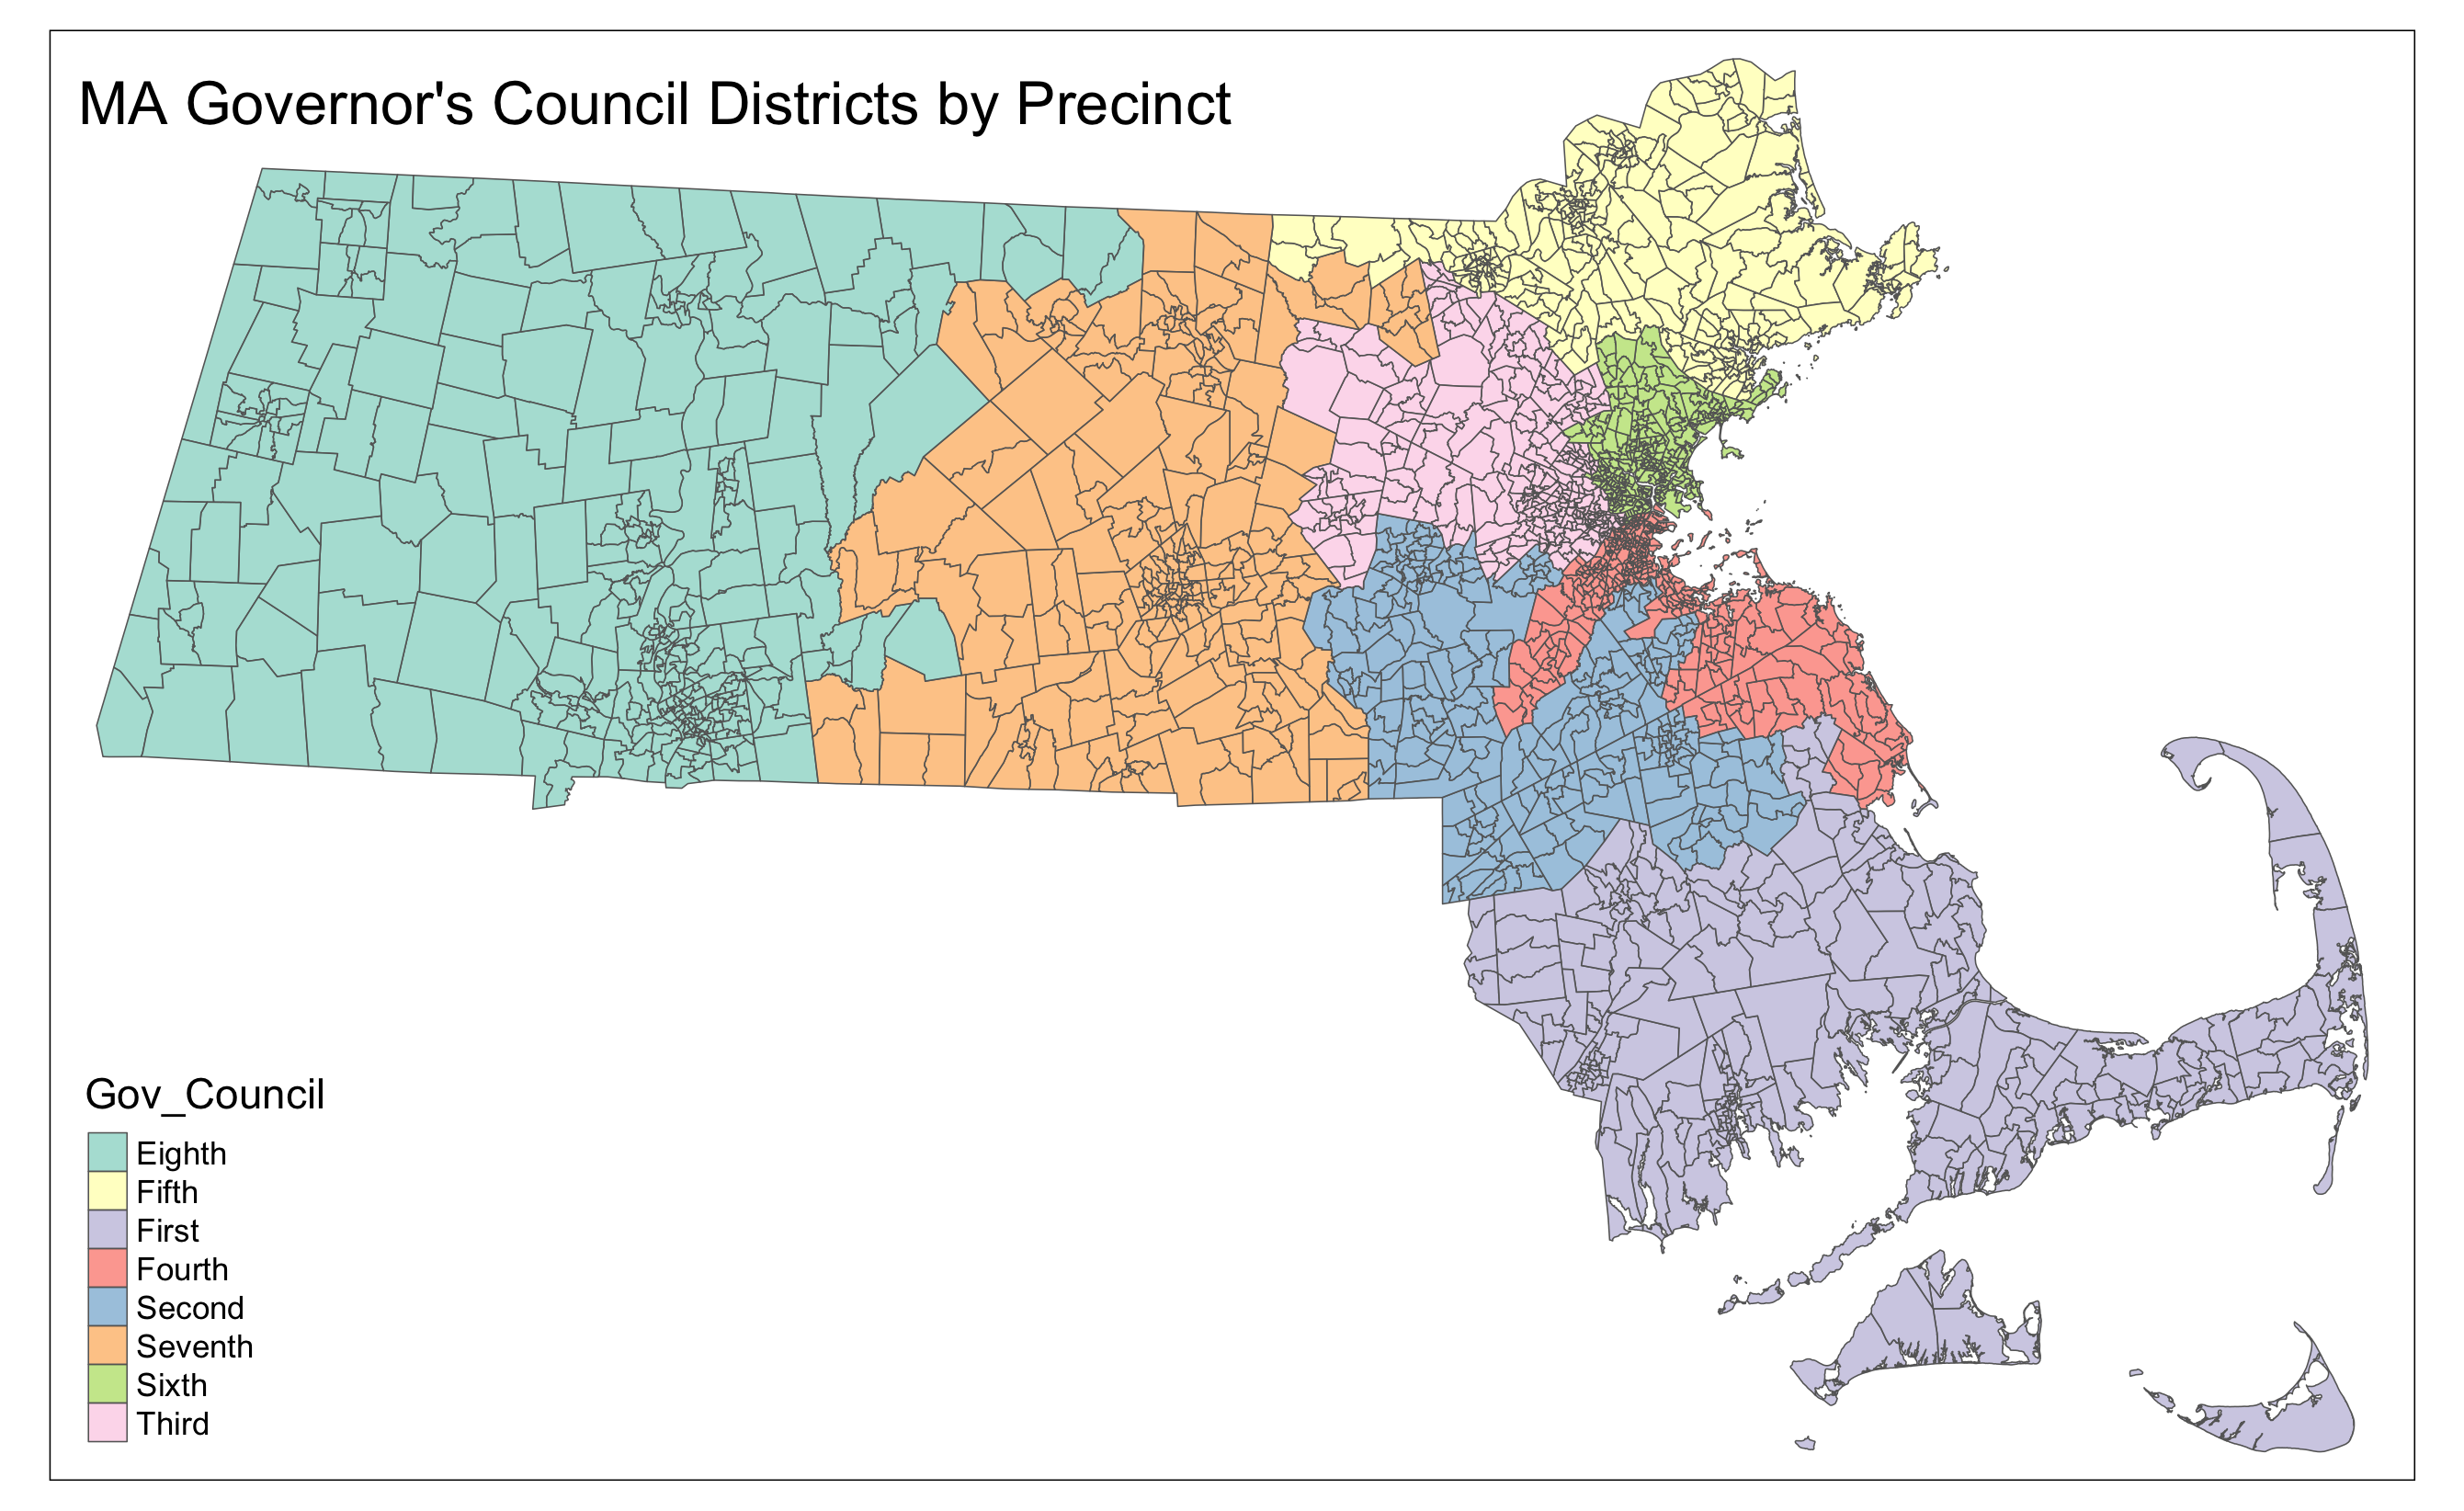 MA Governor's Council Districts by Precinct
Gov_Council
Eighth
Fifth
First
Fourth
Second
Seventh
Sixth
Third